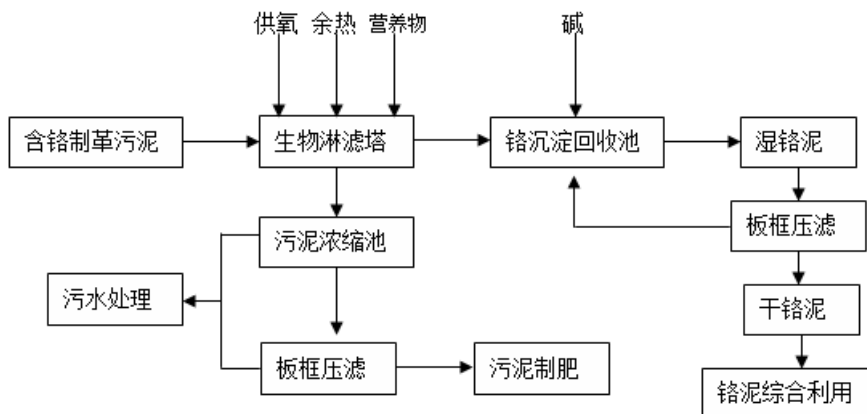 供氧 余热 营养物 碱
含铬制革污泥 生物淋滤塔 铬沉淀回收池 湿铬泥
污泥浓缩池 板框压滤
污水处理 干铬泥
板框压滤 污泥制肥 铬泥综合利用